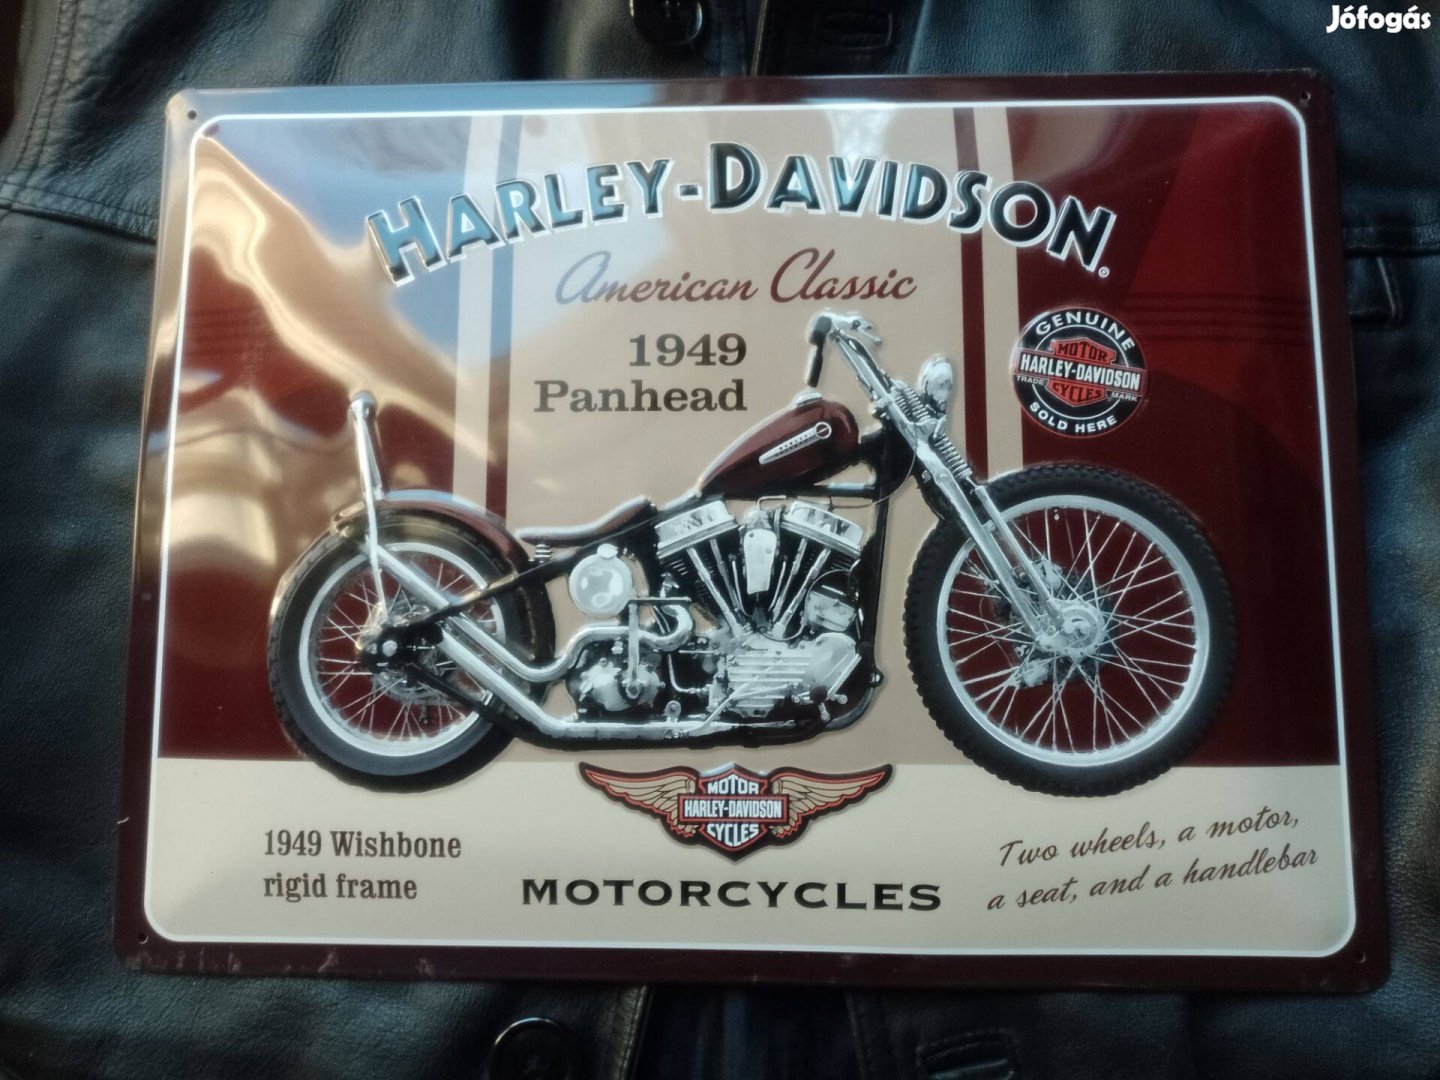 Jófogás
HARLEY-DAVIDSON®
American Classic
1949
Panhead
GENUINE
MOTOR
HARLEY-DAVIDSON
TRADE MARK
CYCLES
SOLD HERE
MOTOR
HARLEY-DAVIDSON
CYCLES
1949 Wishbone
rigid frame
MOTORCYCLES
Two wheels, a motor,
a seat, and a handlebar